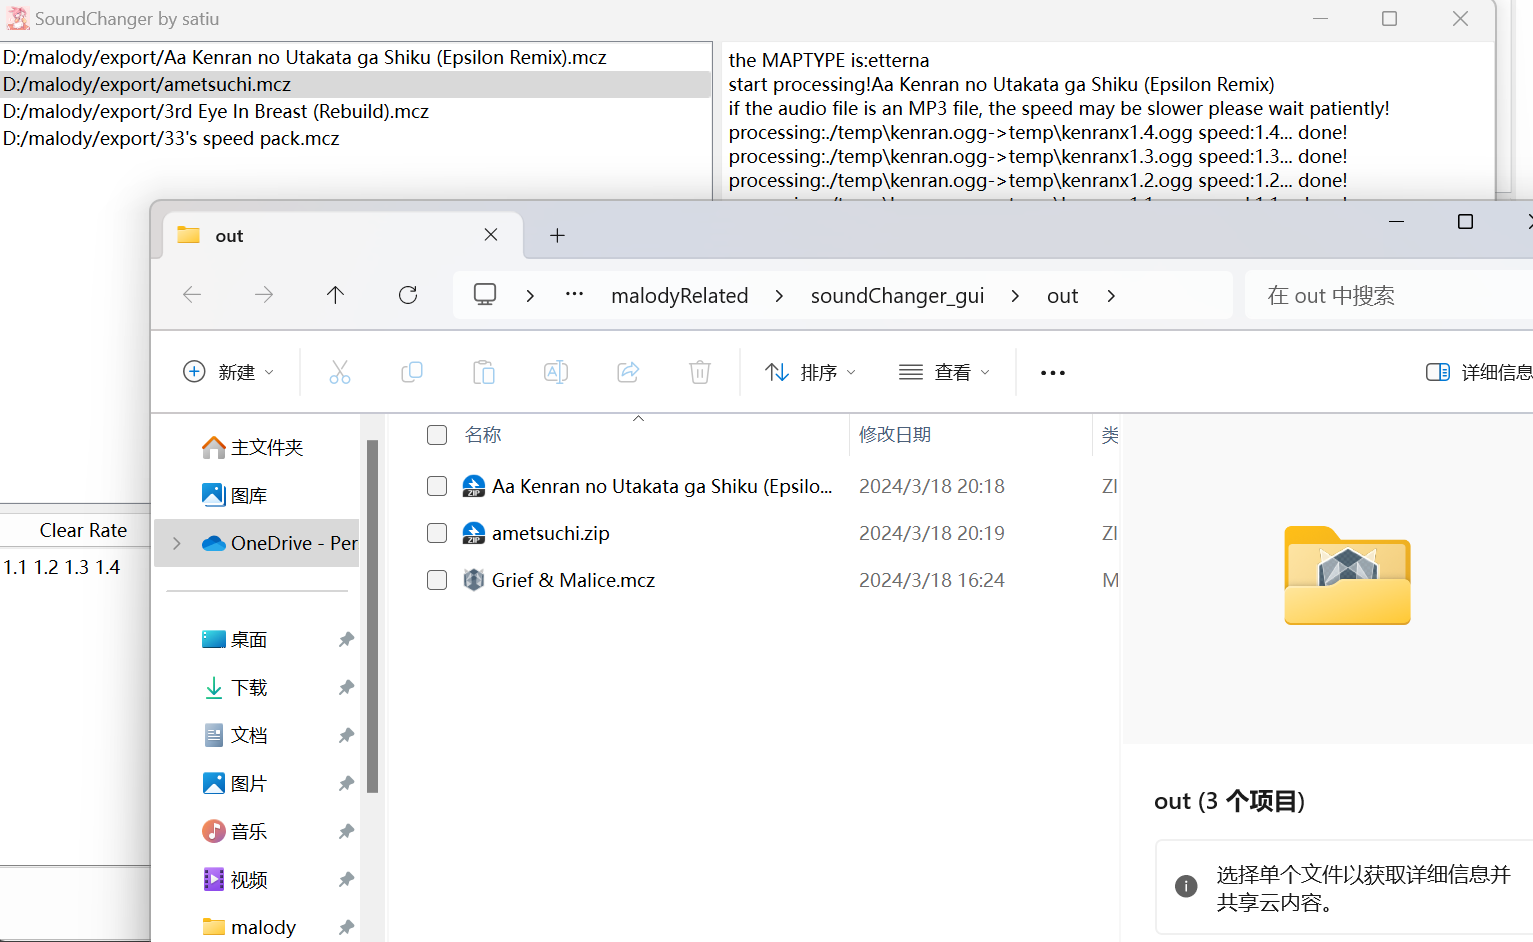 SoundChanger by satiu
D:/malody/export/Aa Kenran no Utakata ga Shiku (Epsilon Remix).mcz
D:/malody/export/ametsuchi.mcz
D:/malody/export/3rd Eye In Breast (Rebuild).mcz
D:/malody/export/33's speed pack.mcz
the MAPTYPE is:etterna
start processing!Aa Kenran no Utakata ga Shiku (Epsilon Remix)
if the audio file is an MP3 file, the speed may be slower please wait patiently!
processing:./temp\kenran.ogg->temp\kenranx1.4.ogg speed:1.4... done!
processing:./temp\kenran.ogg->temp\kenranx1.3.ogg speed:1.3... done!
processing:./temp\kenran.ogg->temp\kenranx1.2.ogg speed:1.2... done!
Clear Rate
1.1 1.2 1.3 1.4
out
malodyRelated > soundChanger_gui > out >
在 out 中搜索
新建
排序
查看
详细信息
主文件夹
图库
OneDrive - Per
桌面
下载
文档
图片
音乐
视频
malody
名称 修改日期 类
Aa Kenran no Utakata ga Shiku (Epsilo... 2024/3/18 20:18 ZI
ametsuchi.zip 2024/3/18 20:19 ZI
Grief & Malice.mcz 2024/3/18 16:24 M
out (3 个项目)
选择单个文件以获取详细信息并
共享云内容。